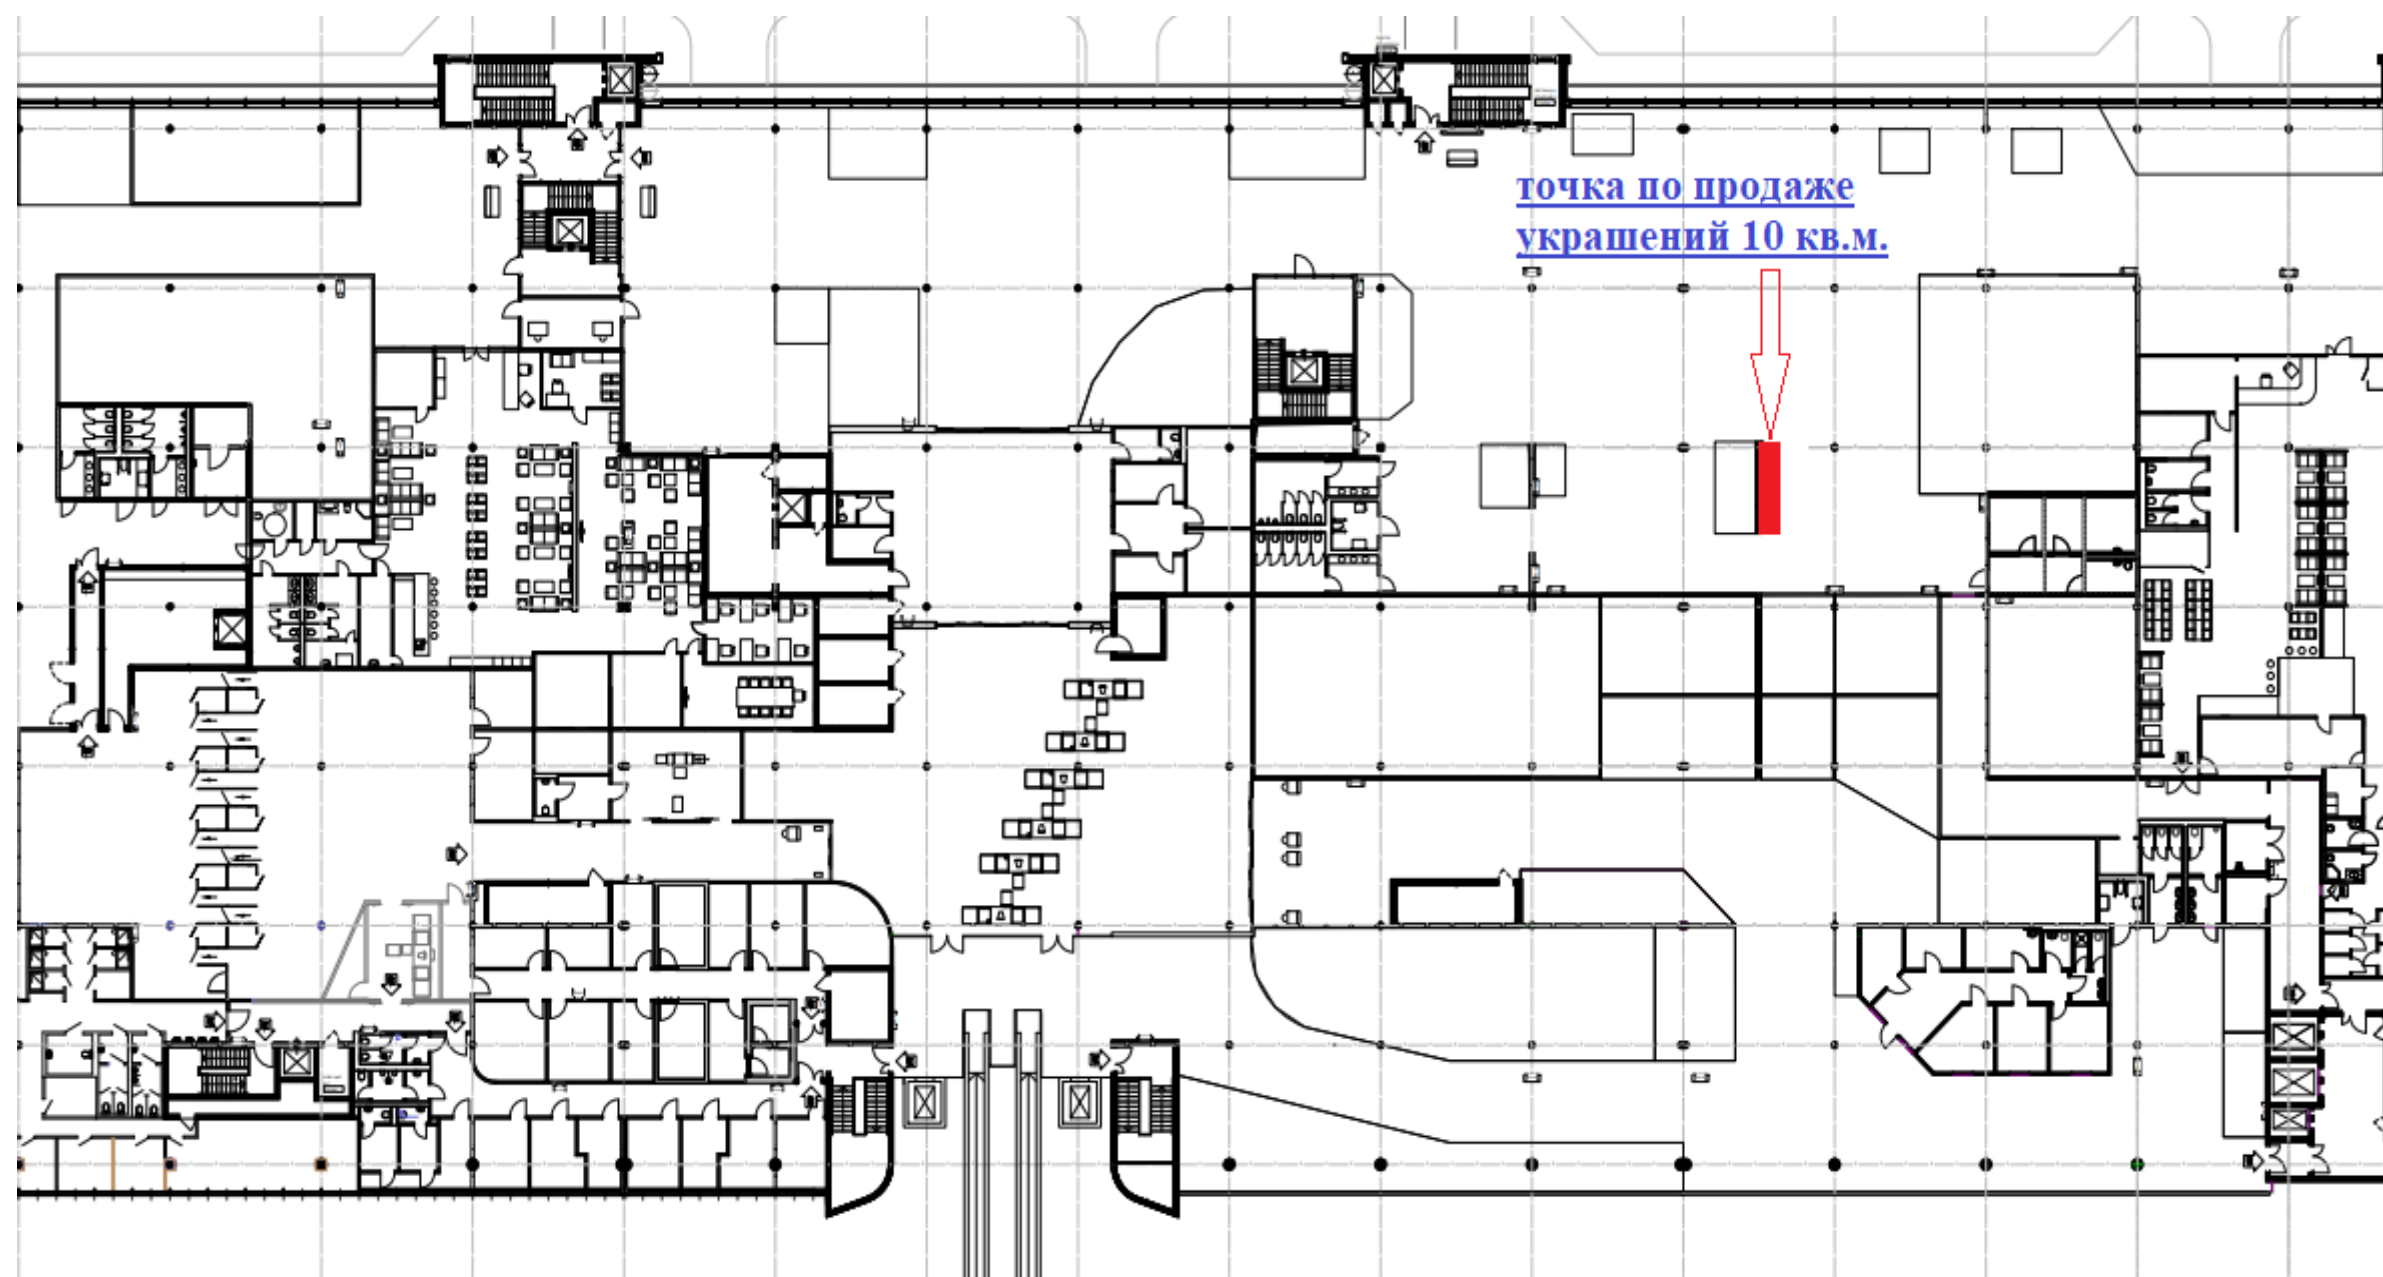 точка по продаже
украшений 10 кв.м.